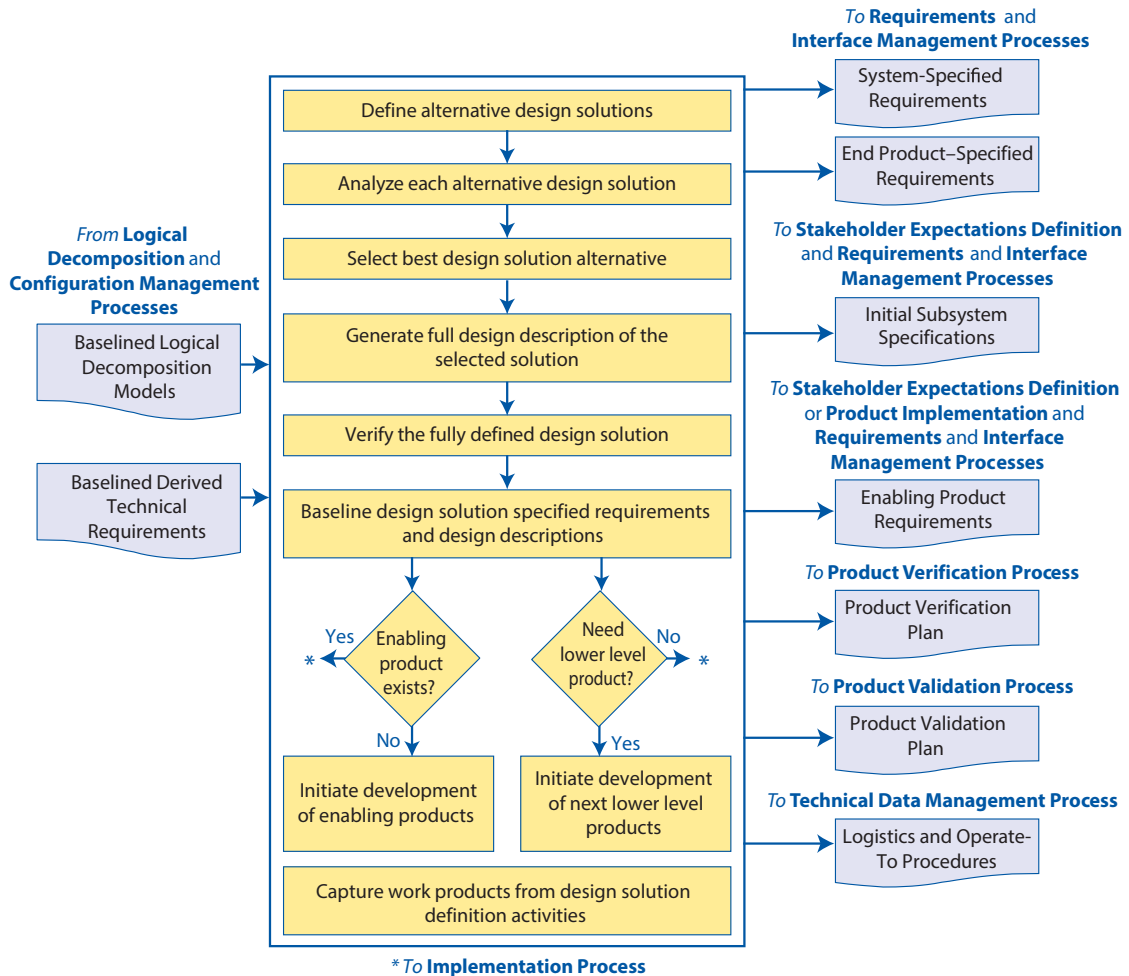 From Logical
Decomposition and
Configuration Management
Processes
Baselined Logical
Decomposition
Models
Baselined Derived
Technical
Requirements
Define alternative design solutions
Analyze each alternative design solution
Select best design solution alternative
Generate full design description of the
selected solution
Verify the fully defined design solution
Baseline design solution specified requirements
and design descriptions
Enabling
product
exists?
Yes
*
No
Need
lower level
product?
No
*
Yes
Initiate development
of enabling products
Initiate development
of next lower level
products
Capture work products from design solution
definition activities
* To Implementation Process
To Requirements and
Interface Management Processes
System-Specified
Requirements
End Product–Specified
Requirements
To Stakeholder Expectations Definition
and Requirements and Interface
Management Processes
Initial Subsystem
Specifications
To Stakeholder Expectations Definition
or Product Implementation and
Requirements and Interface
Management Processes
Enabling Product
Requirements
To Product Verification Process
Product Verification
Plan
To Product Validation Process
Product Validation
Plan
To Technical Data Management Process
Logistics and Operate-
To Procedures